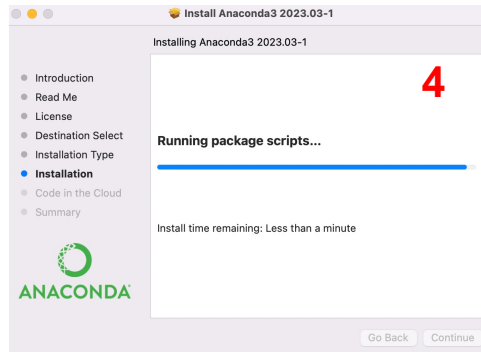 Install Anaconda3 2023.03-1
Installing Anaconda3 2023.03-1
Introduction
Read Me
License
Destination Select
Installation Type
Installation
Code in the Cloud
Summary
4
Running package scripts...
Install time remaining: Less than a minute
ANACONDA
Go Back
Continue